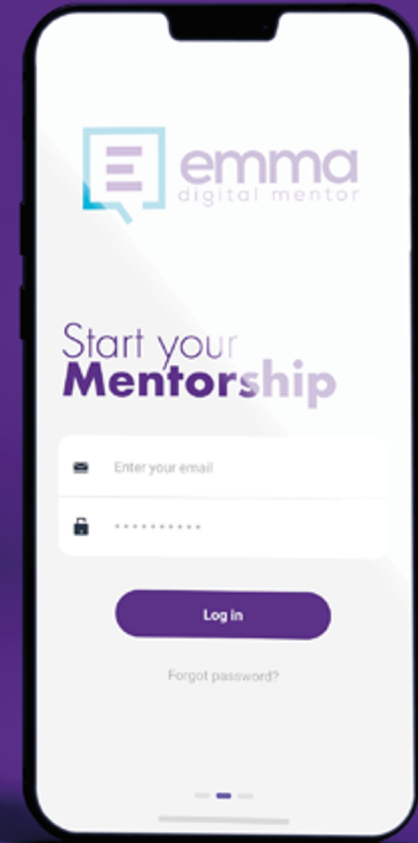 emma
digital mentor
Start your
Mentorship
Enter your email
••••••••••
Log in
Forgot password?